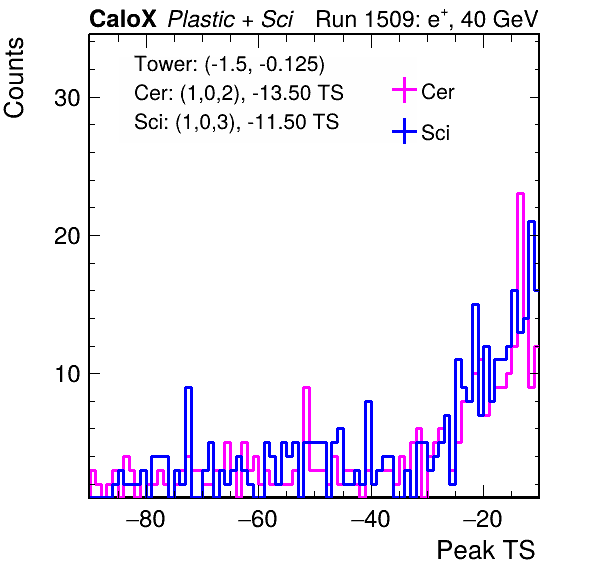 CaloX Plastic + Sci Run 1509: e+, 40 GeV
Counts
Tower: (-1.5, -0.125)
Cer: (1,0,2), -13.50 TS
Sci: (1,0,3), -11.50 TS
Cer
Sci
30
20
10
−80 −60 −40 −20
Peak TS